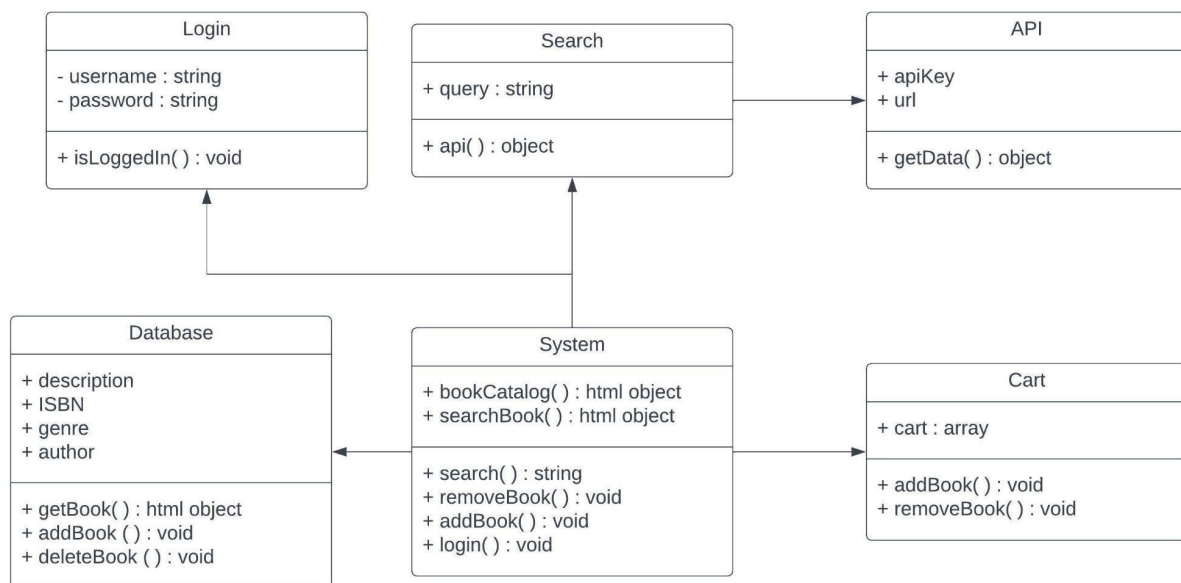 Login
- username : string
- password : string
+ isLoggedIn( ) : void
Search
+ query : string
+ api( ) : object
API
+ apiKey
+ url
+ getData( ) : object
Database
+ description
+ ISBN
+ genre
+ author
+ getBook( ) : html object
+ addBook ( ) : void
+ deleteBook ( ) : void
System
+ bookCatalog( ) : html object
+ searchBook( ) : html object
+ search( ) : string
+ removeBook( ) : void
+ addBook( ) : void
+ login( ) : void
Cart
+ cart : array
+ addBook( ) : void
+ removeBook( ) : void